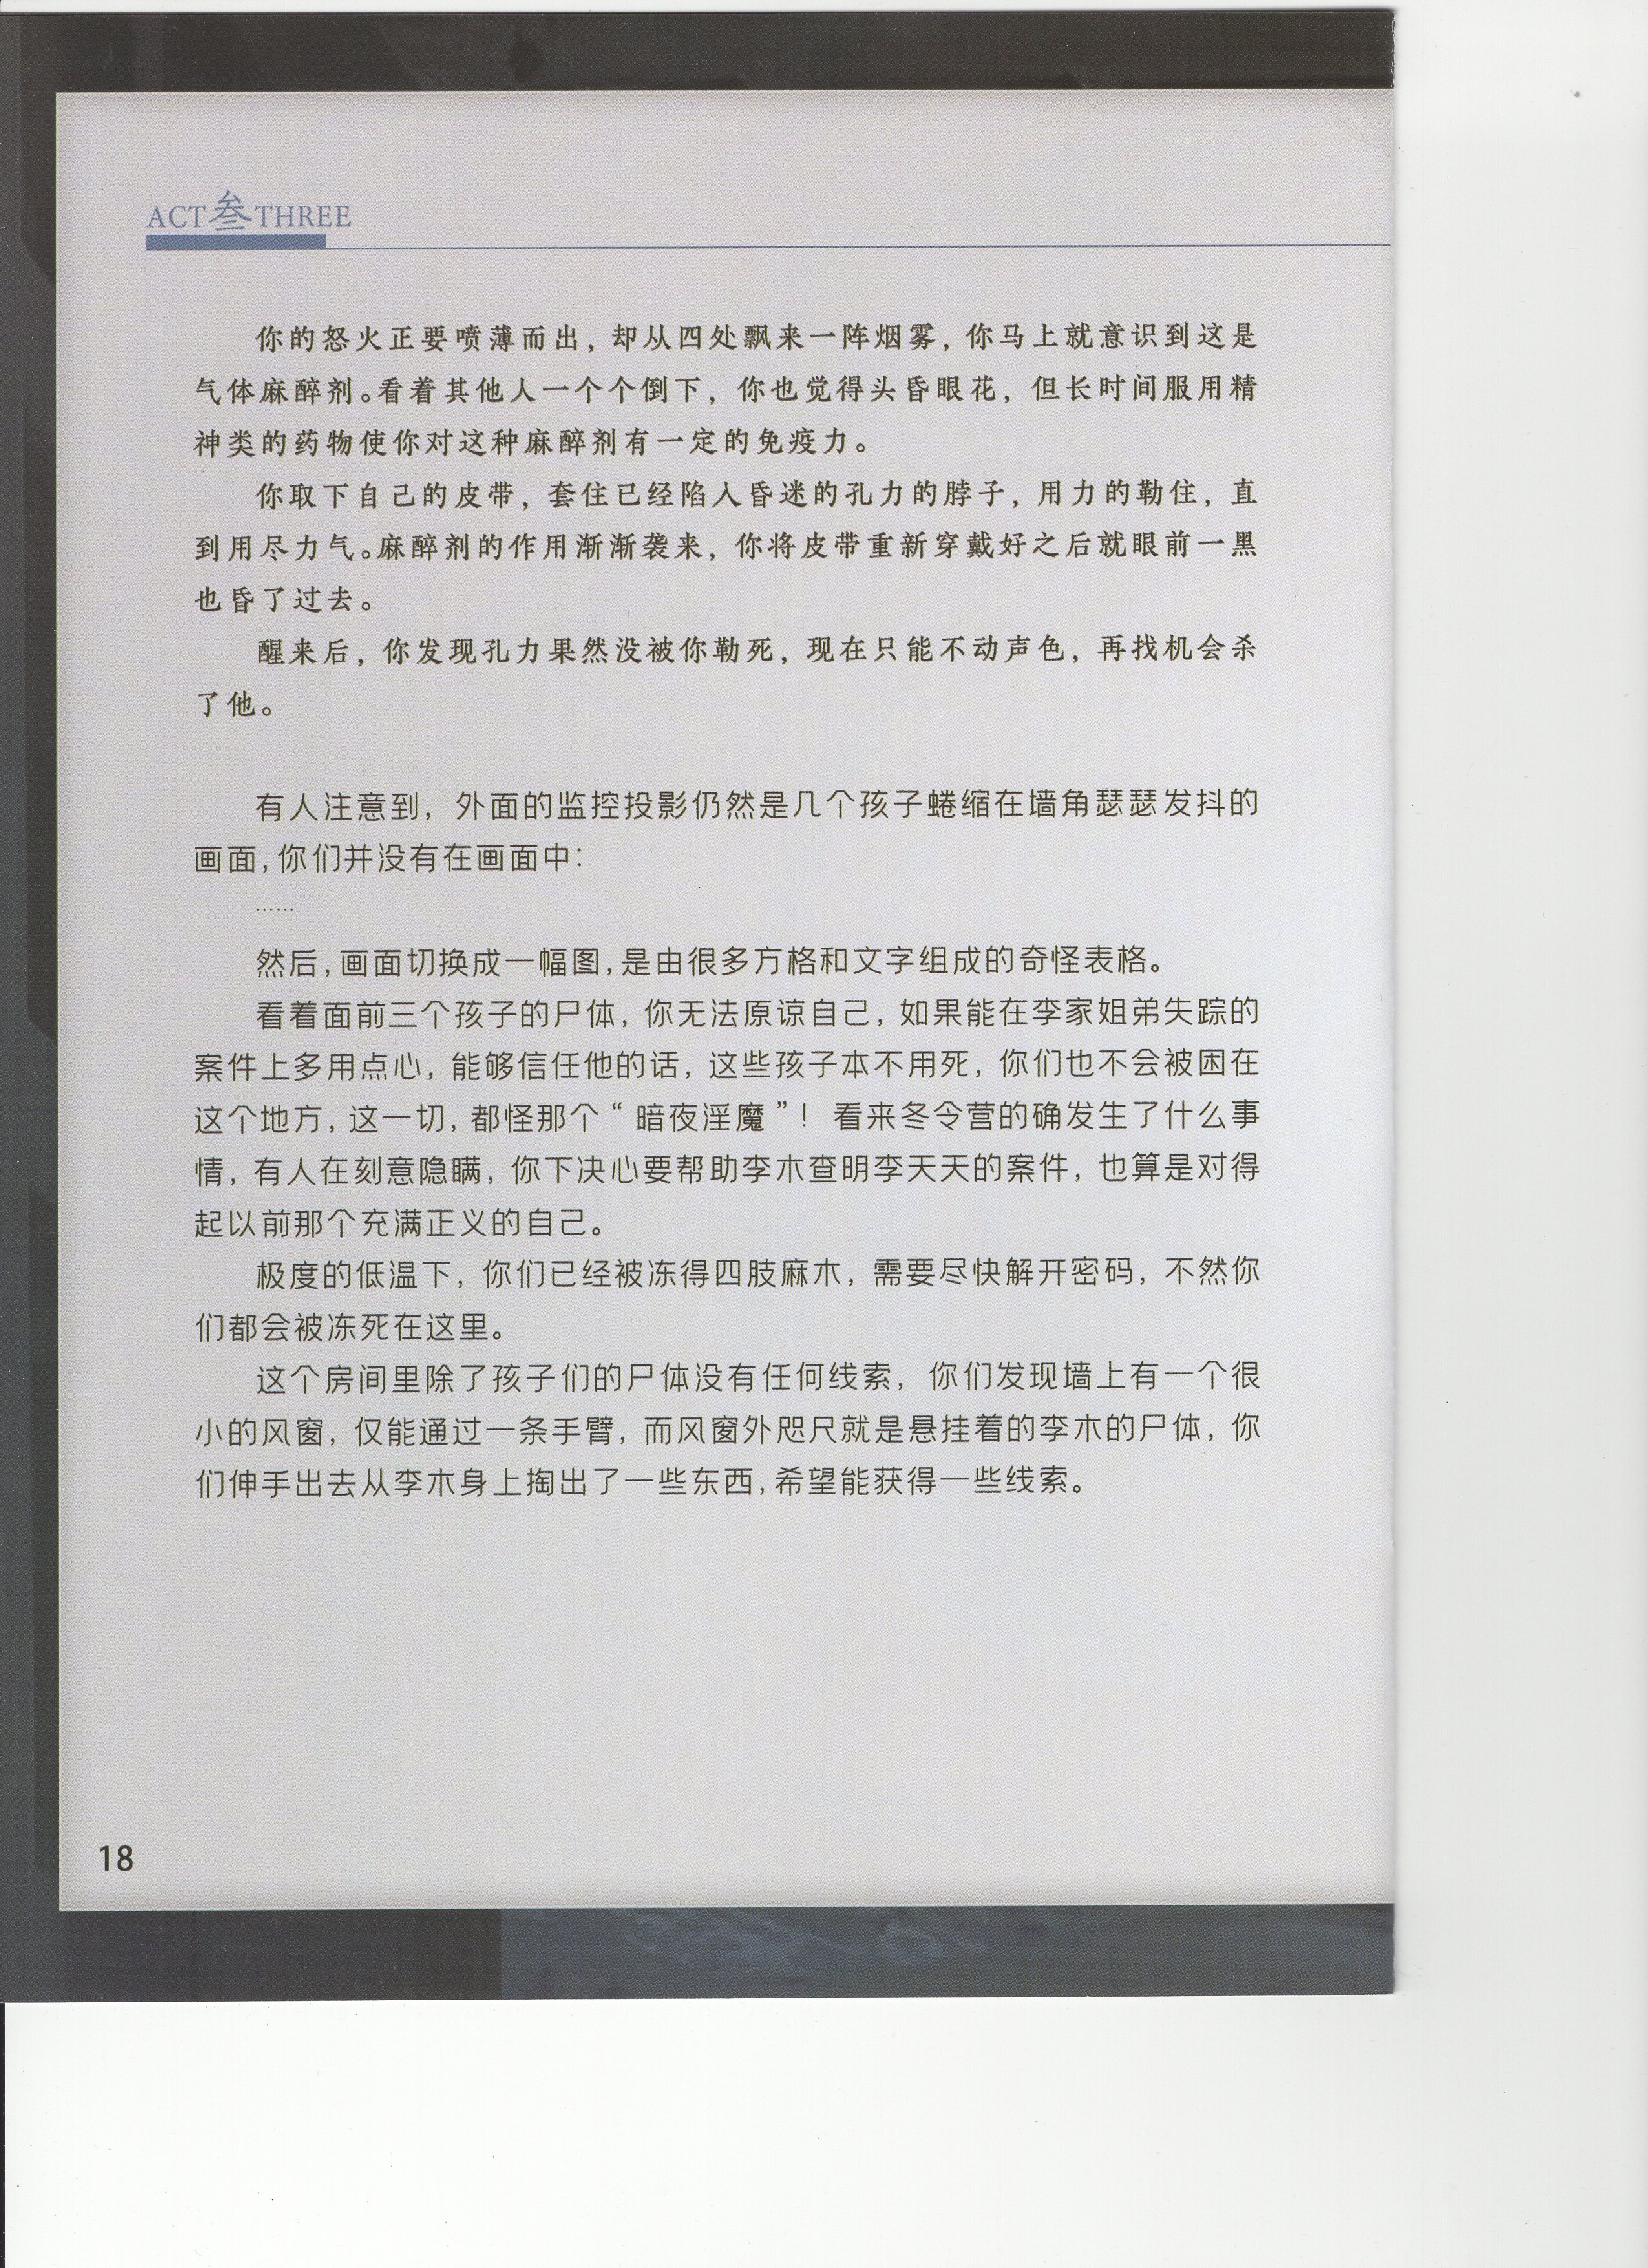 ACT叁THREE
你的怒火正要喷薄而出，却从四处飘来一阵烟雾，你马上就意识到这是
气体麻醉剂。看着其他人一个个倒下，你也觉得头昏眼花，但长时间服用精
神类的药物使你对这种麻醉剂有一定的免疫力。
你取下自己的皮带，套住已经陷入昏迷的孔力的脖子，用力的勒住，直
到用尽力气。麻醉剂的作用渐渐袭来，你将皮带重新穿戴好之后就眼前一黑
也昏了过去。
醒来后，你发现孔力果然没被你勒死，现在只能不动声色，再找机会杀
了他。
有人注意到，外面的监控投影仍然是几个孩子蜷缩在墙角瑟瑟发抖的
画面，你们并没有在画面中：
……
然后，画面切换成一幅图，是由很多方格和文字组成的奇怪表格。
看着面前三个孩子的尸体，你无法原谅自己，如果能在李家姐弟失踪的
案件上多用点心，能够信任他的话，这些孩子本不用死，你们也不会被困在
这个地方，这一切，都怪那个“暗夜淫魔”！看来冬令营的确发生了什么事
情，有人在刻意隐瞒，你下决心要帮助李木查明李天天的案件，也算是对得
起以前那个充满正义的自己。
极度的低温下，你们已经被冻得四肢麻木，需要尽快解开密码，不然你
们都会被冻死在这里。
这个房间里除了孩子们的尸体没有任何线索，你们发现墙上有一个很
小的风窗，仅能通过一条手臂，而风窗外咫尺就是悬挂着的李木的尸体，你
们伸手出去从李木身上掏出了一些东西，希望能获得一些线索。
18